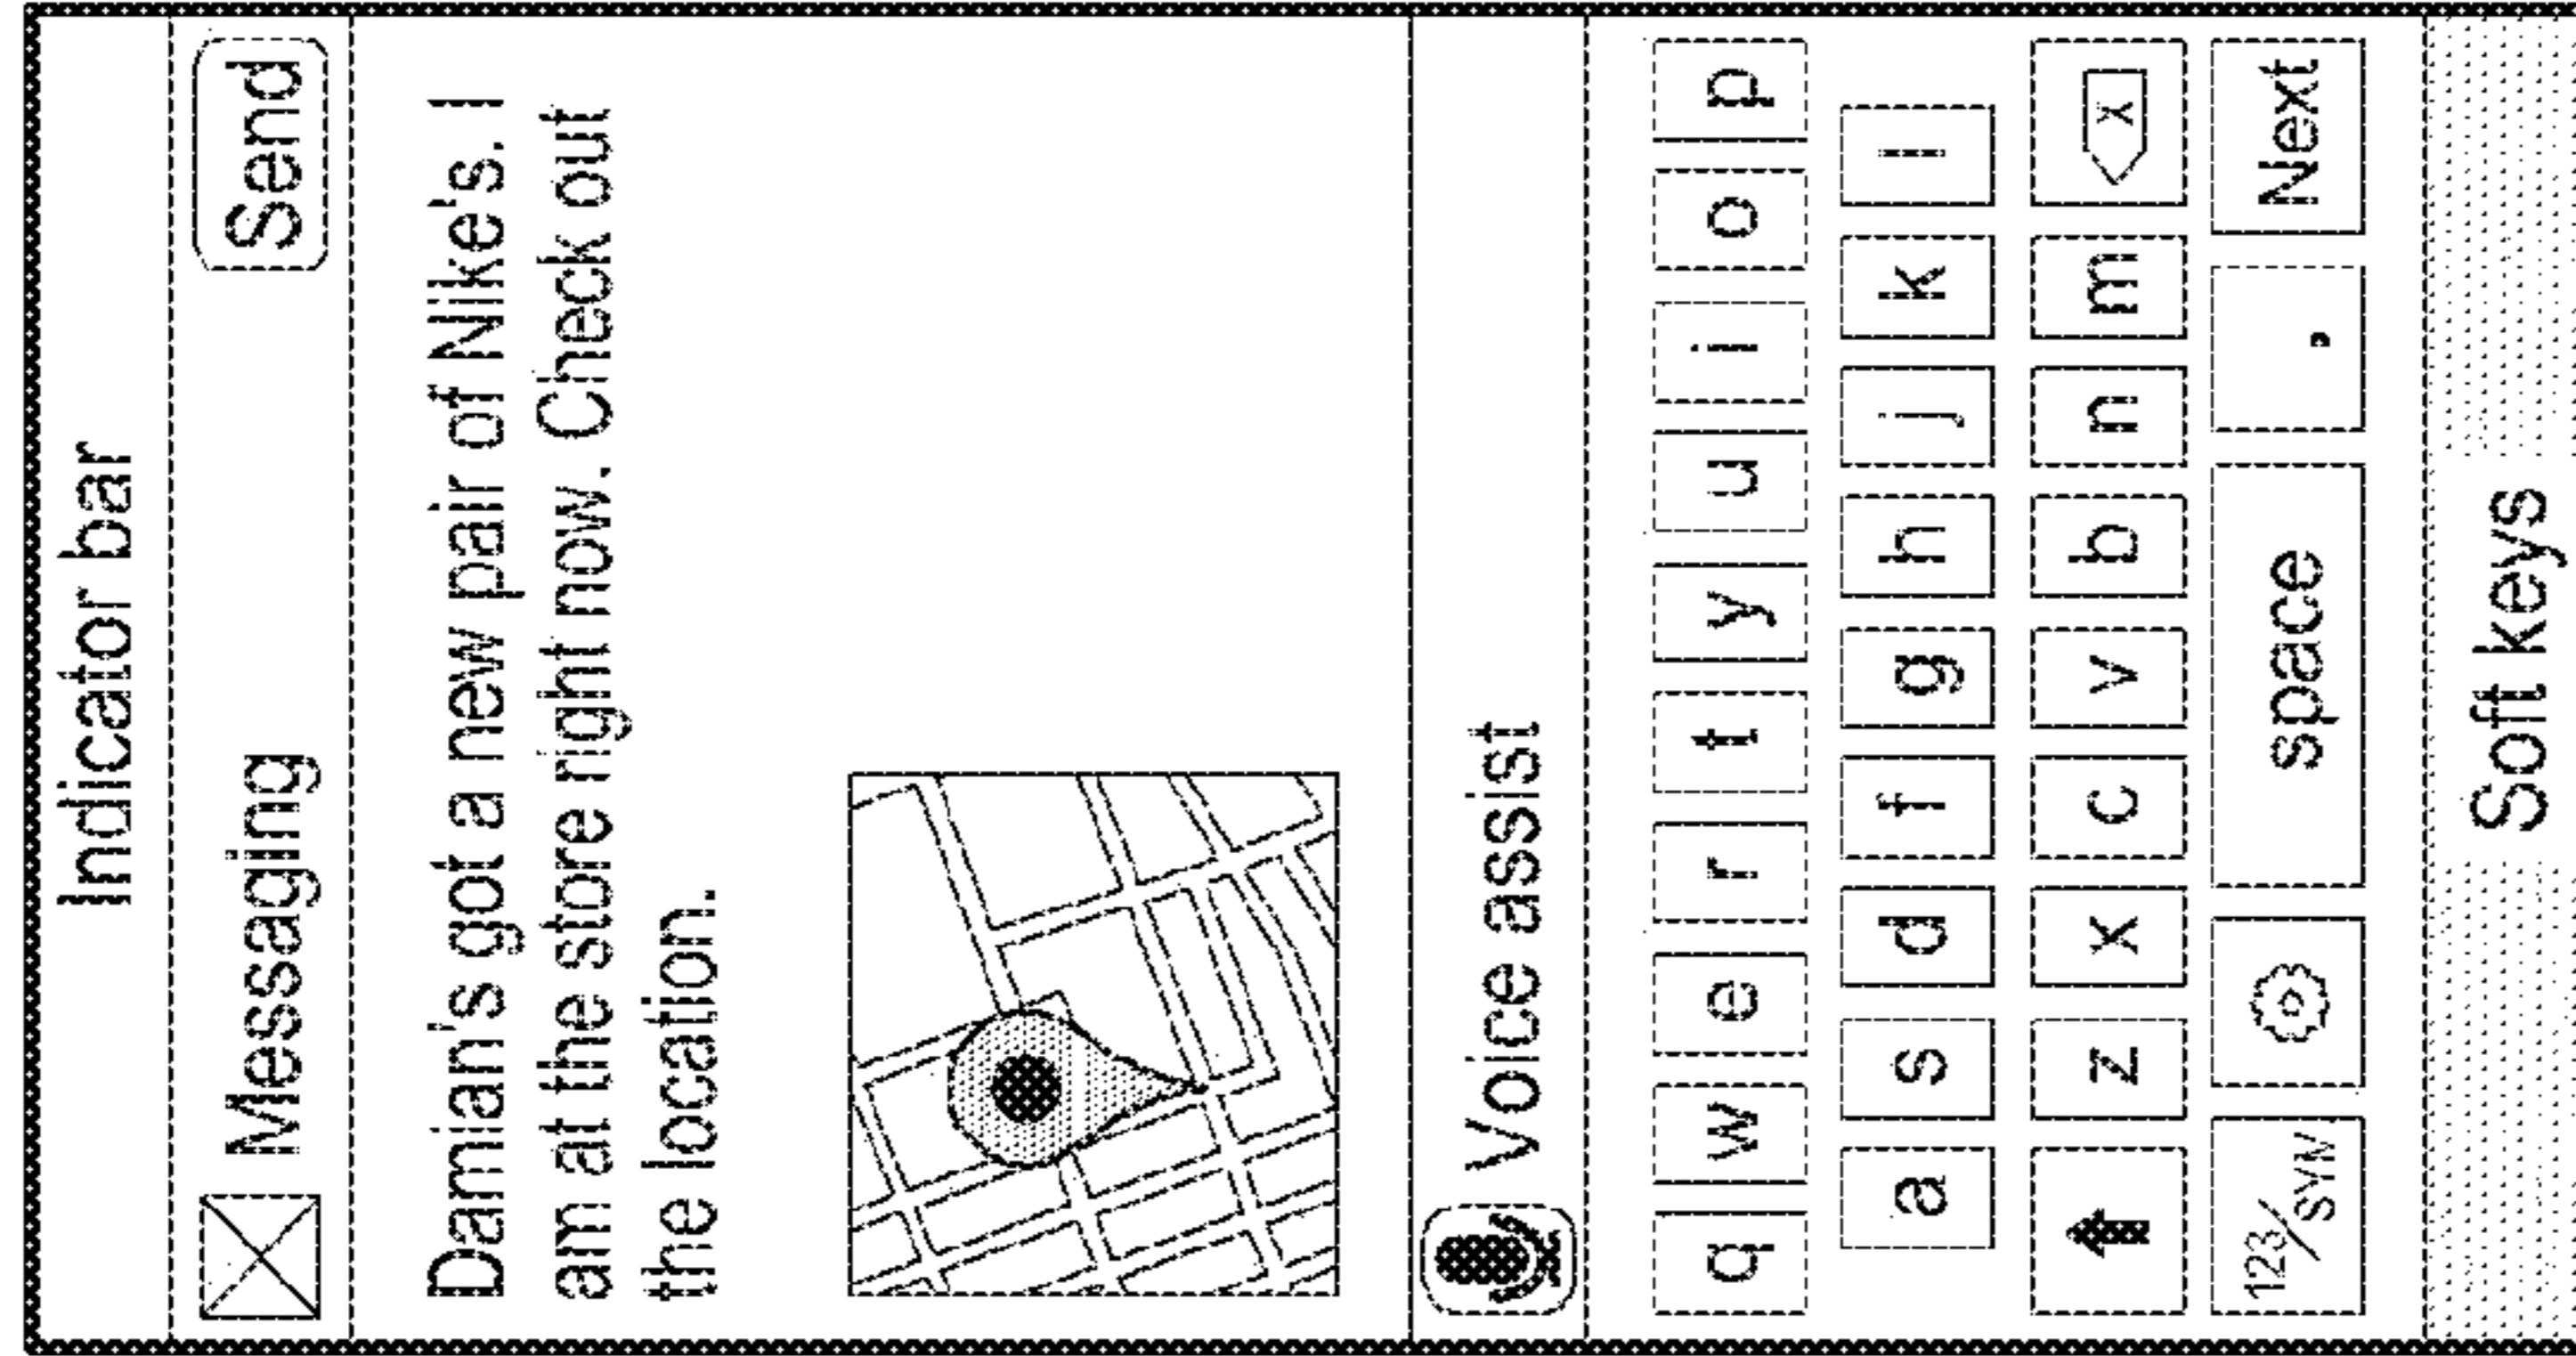 Indicator bar
Messaging Send
Damian's got a new pair of Nike's. I
am at the store right now. Check out
the location.
Voice assist
q w e r t y u i o p
a s d f g h j k l
z x c v b n m X
123/SYM space . Next
Soft keys